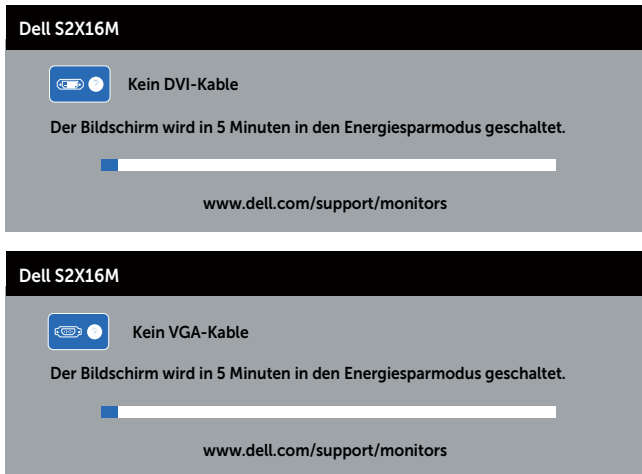 Dell S2X16M
Kein DVI-Kable
Der Bildschirm wird in 5 Minuten in den Energiesparmodus geschaltet.
www.dell.com/support/monitors
Dell S2X16M
Kein VGA-Kable
Der Bildschirm wird in 5 Minuten in den Energiesparmodus geschaltet.
www.dell.com/support/monitors